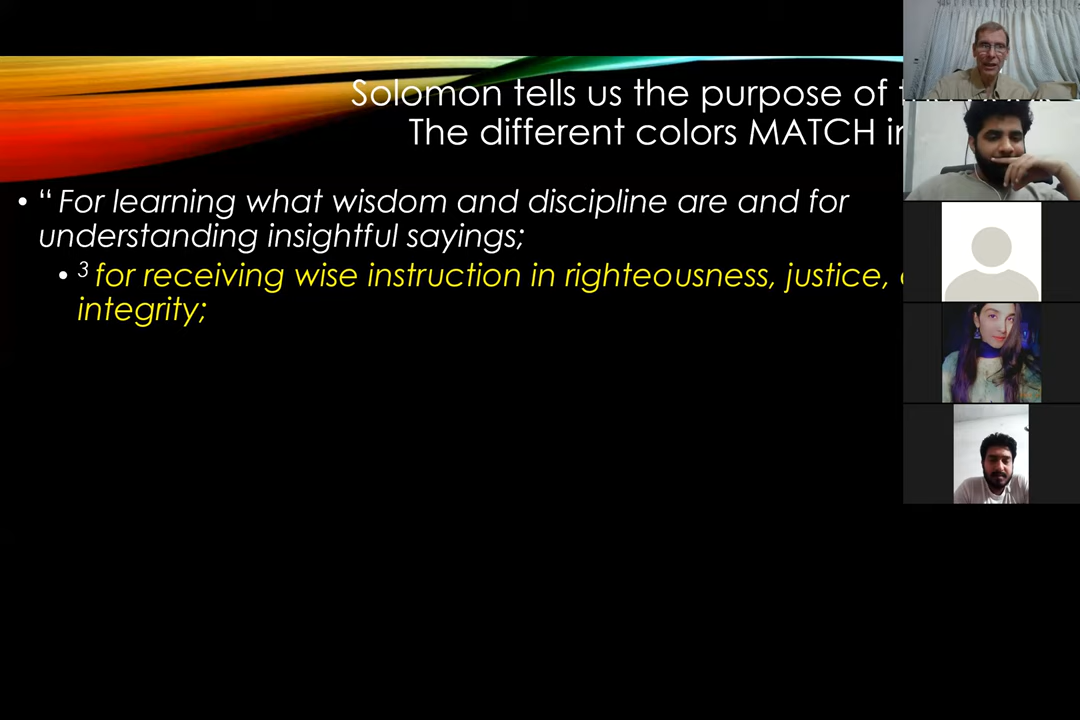 Solomon tells us the purpose of
The different colors MATCH in
• “ For learning what wisdom and discipline are and for
understanding insightful sayings;
• ³ for receiving wise instruction in righteousness, justice,
integrity;